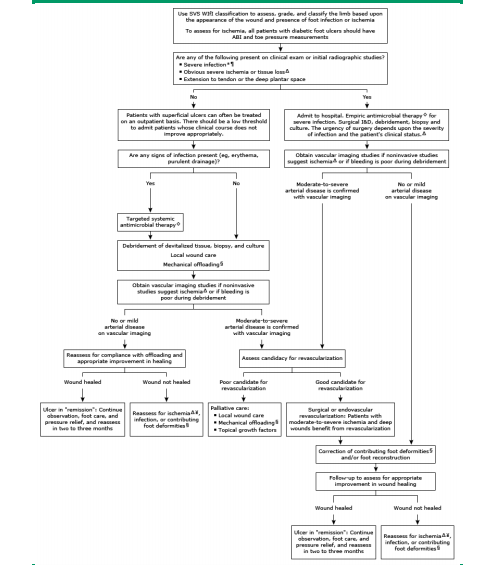 Use SVS WIfI classification to assess, grade, and classify the limb based upon
the appearance of the wound and presence of foot infection or ischemia
To assess for ischemia, all patients with diabetic foot ulcers should have
ABI and toe pressure measurements
Are any of the following present on clinical exam or initial radiographic studies?
▪ Severe infection*¶
▪ Obvious severe ischemia or tissue lossΔ
▪ Extension to tendon or the deep plantar space
No
Yes
Patients with superficial ulcers can often be treated
on an outpatient basis. There should be a low threshold
to admit patients whose clinical course does not
improve appropriately.
Admit to hospital. Empiric antimicrobial therapy◊ for
severe infection. Surgical I&D, debridement, biopsy and
culture. The urgency of surgery depends upon the severity
of infection and the patient's clinical status.Δ
Are any signs of infection present (eg, erythema,
purulent drainage)?
Obtain vascular imaging studies if noninvasive studies
suggest ischemiaΔ or if bleeding is poor during debridement
Yes
No
Moderate-to-severe
arterial disease is confirmed
with vascular imaging
No or mild
arterial disease
on vascular imaging
Targeted systemic
antimicrobial therapy◊
Debridement of devitalized tissue, biopsy, and culture
Local wound care
Mechanical offloading§
Obtain vascular imaging studies if noninvasive
studies suggest ischemiaΔ or if bleeding is
poor during debridement
No or mild
arterial disease
on vascular imaging
Moderate-to-severe
arterial disease is confirmed
with vascular imaging
Reassess for compliance with offloading and
appropriate improvement in healing
Assess candidacy for revascularization
Wound healed
Wound not healed
Poor candidate for
revascularization
Good candidate for
revascularization
Ulcer in "remission": Continue
observation, foot care, and
pressure relief, and reassess
in two to three months
Reassess for ischemiaΔ¥,
infection, or contributing
foot deformities§
Palliative care:
▪ Local wound care
▪ Mechanical offloading§
▪ Topical growth factors
Surgical or endovascular
revascularization: Patients with
moderate-to-severe ischemia and deep
wounds benefit from revascularization
Correction of contributing foot deformities§
and/or foot reconstruction
Follow-up to assess for appropriate
improvement in wound healing
Wound healed
Wound not healed
Ulcer in "remission": Continue
observation, foot care, and
pressure relief, and reassess
in two to three months
Reassess for ischemiaΔ¥,
infection, or contributing
foot deformities§